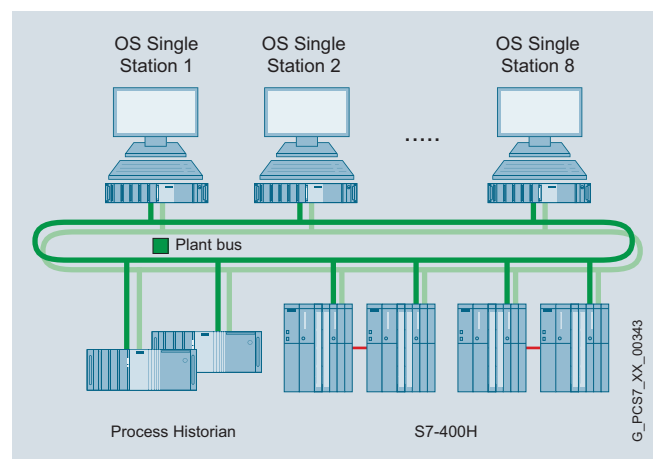 OS Single
Station 1
OS Single
Station 2
.....
OS Single
Station 8
Plant bus
Process Historian
S7-400H
G_PCS7_XX_00343